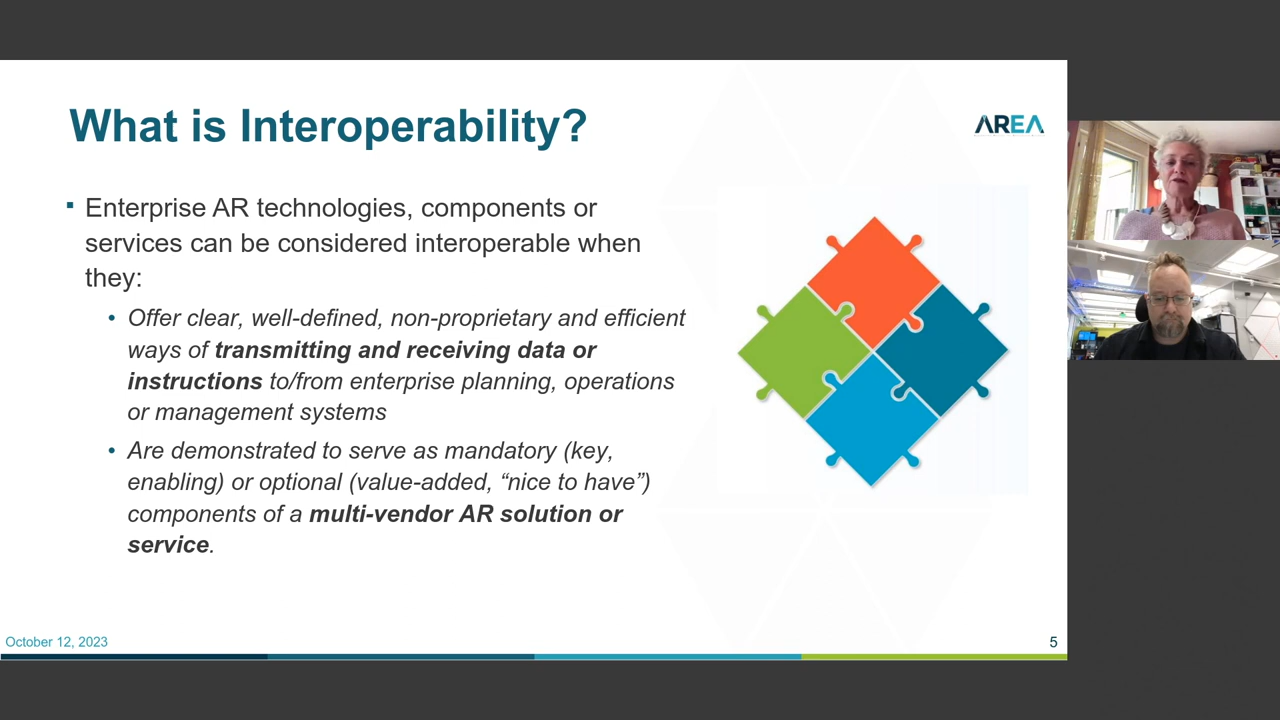 What is Interoperability?
AREA
▪ Enterprise AR technologies, components or
services can be considered interoperable when
they:
• Offer clear, well-defined, non-proprietary and efficient
ways of transmitting and receiving data or
instructions to/from enterprise planning, operations
or management systems
• Are demonstrated to serve as mandatory (key,
enabling) or optional (value-added, “nice to have”)
components of a multi-vendor AR solution or
service.
October 12, 2023
5